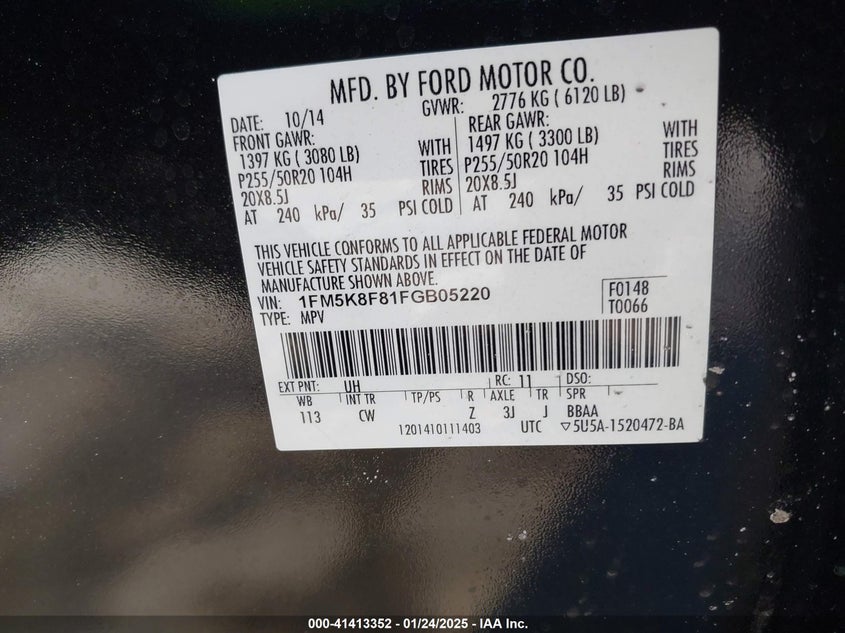 MFD. BY FORD MOTOR CO.
DATE: 10/14 GVWR: 2776 KG ( 6120 LB)
FRONT GAWR: REAR GAWR:
1397 KG ( 3080 LB) WITH 1497 KG ( 3300 LB) WITH
P255/50R20 104H TIRES P255/50R20 104H TIRES
20X8.5J RIMS 20X8.5J RIMS
AT 240 kPa/ 35 PSI COLD AT 240 kPa/ 35 PSI COLD
THIS VEHICLE CONFORMS TO ALL APPLICABLE FEDERAL MOTOR
VEHICLE SAFETY STANDARDS IN EFFECT ON THE DATE OF
MANUFACTURE SHOWN ABOVE.
VIN: 1FM5K8F81FGB05220 F0148
TYPE: MPV T0066
EXT PNT: UH RC: 11 DSO:
WB INT TR TP/PS R AXLE TR SPR
113 CW Z 3J J BBAA
1201410111403 UTC ▽5U5A-1520472-BA
000-41413352 - 01/24/2025 - IAA Inc.